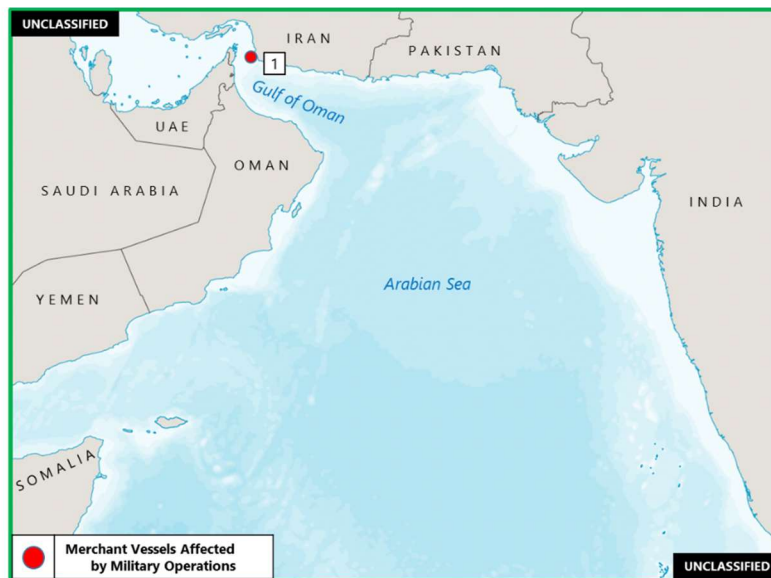 UNCLASSIFIED
IRAN
PAKISTAN
1
Gulf of Oman
UAE
OMAN
SAUDI ARABIA
INDIA
Arabian Sea
YEMEN
SOMALIA
Merchant Vessels Affected
by Military Operations
UNCLASSIFIED